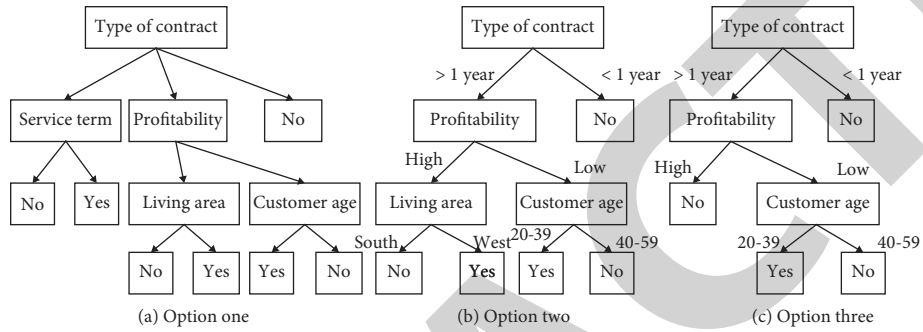 Type of contract
Service term
Profitability
No
No
Yes
Living area
Customer age
No
Yes
Yes
No
(a) Option one
Type of contract
> 1 year
< 1 year
Profitability
No
High
Low
Living area
Customer age
South
West
20-39
40-59
No
Yes
Yes
No
(b) Option two
Type of contract
> 1 year
< 1 year
Profitability
No
High
Low
No
Customer age
20-39
40-59
Yes
No
(c) Option three